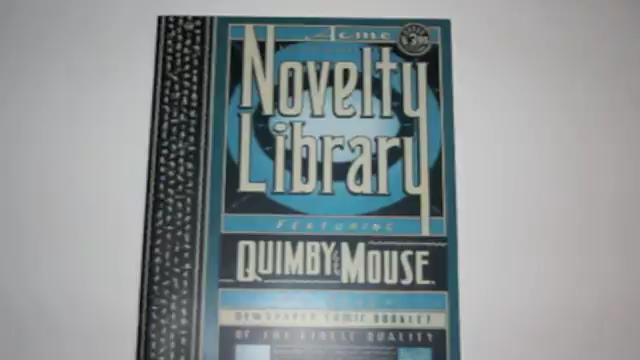 Acme
Novelty
Library
FEATURING
QUIMBY THE MOUSE
NEWSPAPER COMIC BOOKLET
OF THE FINEST QUALITY